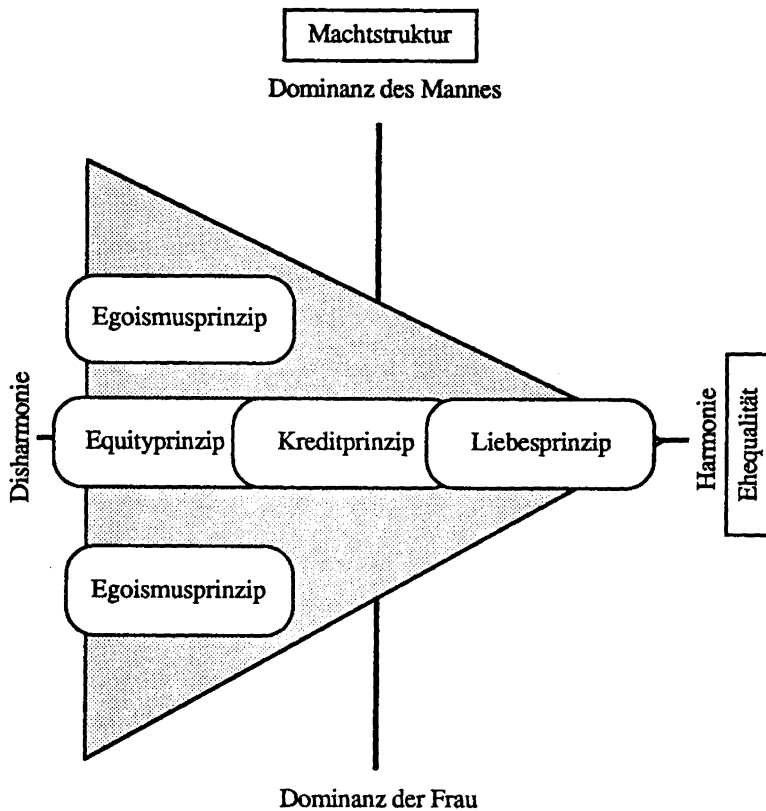 Machtstruktur
Dominanz des Mannes
Egoismusprinzip
Disharmonie
Equityprinzip
Kreditprinzip
Liebesprinzip
Harmonie
Ehequalität
Egoismusprinzip
Dominanz der Frau